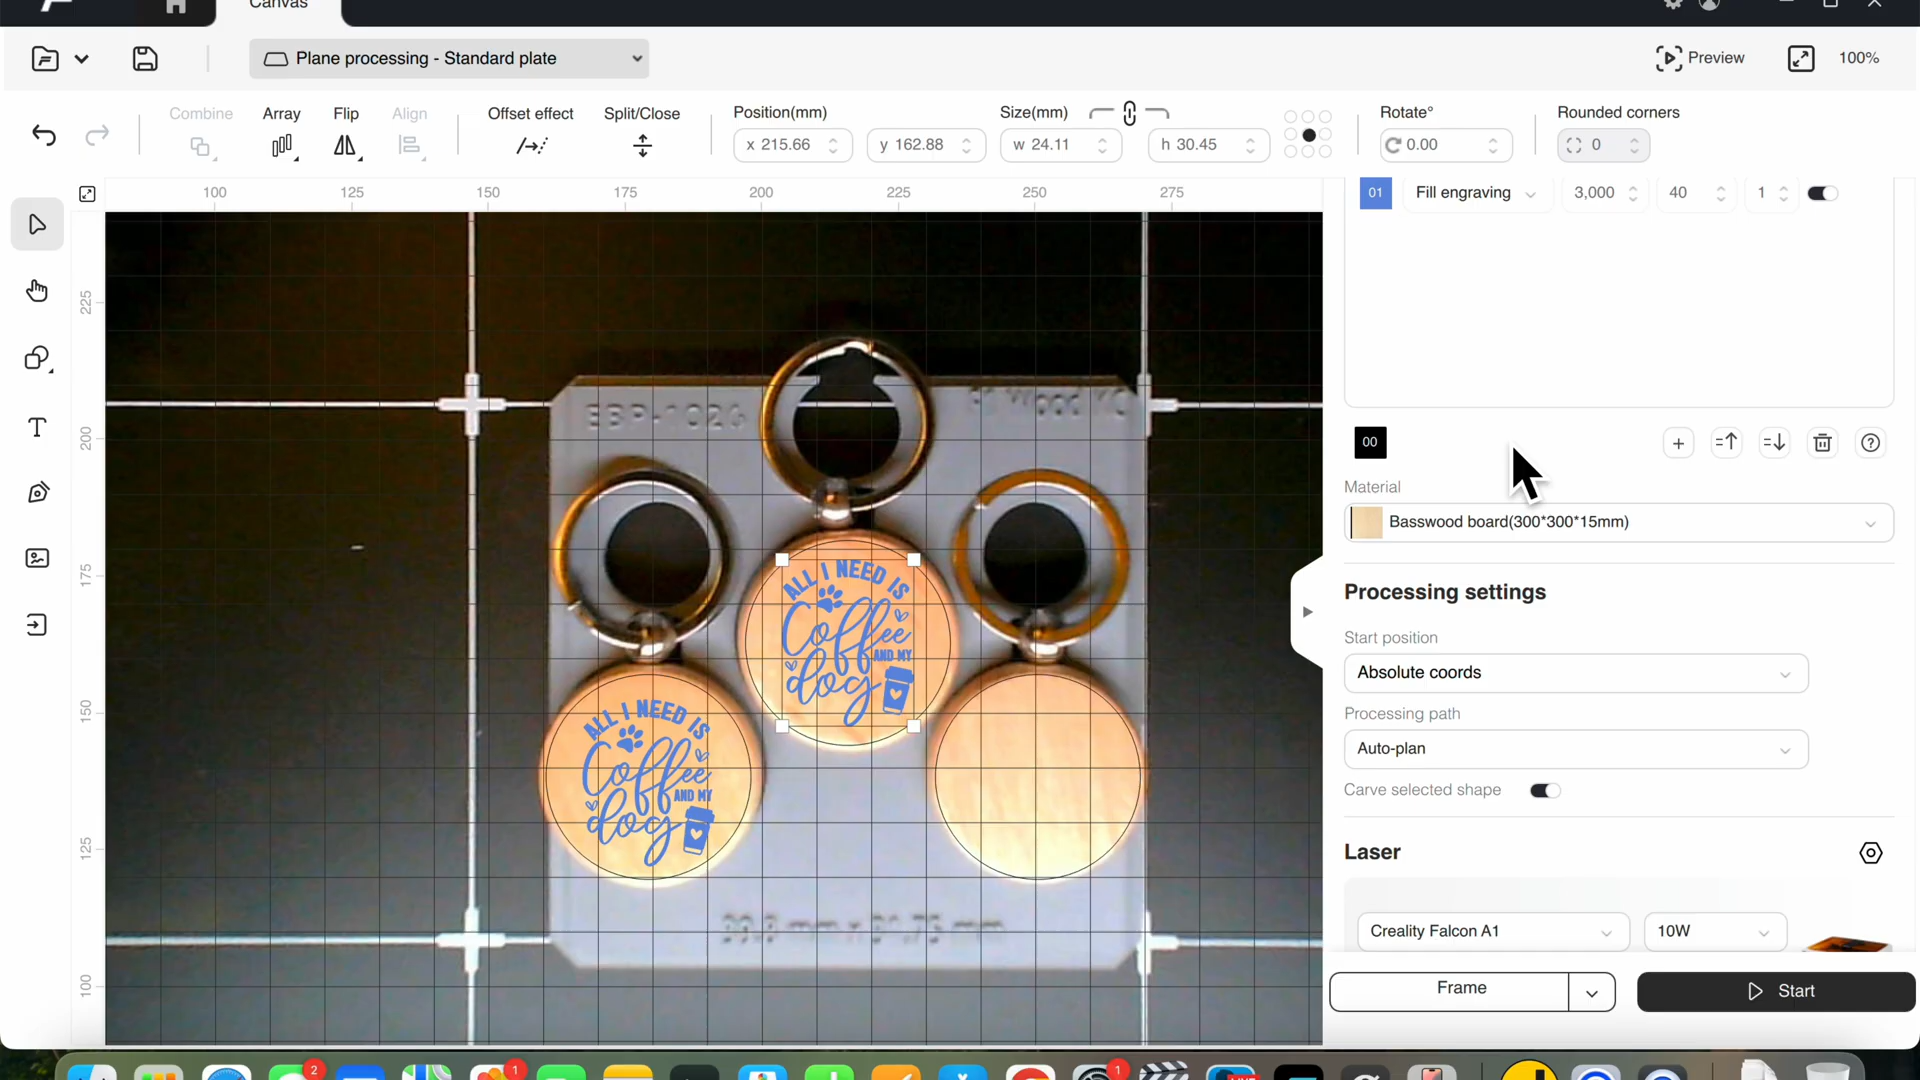 Canvas
Plane processing - Standard plate
Preview
100%
Combine
Array
Flip
Align
Offset effect
Split/Close
Position(mm)
x 215.66
y 162.88
Size(mm)
w 24.11
h 30.45
Rotate°
0.00
Rounded corners
0
100
125
150
175
200
225
250
275
01
Fill engraving
3,000
40
1
225
200
175
150
125
100
EBP-1026
ALL I NEED IS
Coffee
AND MY
dog
ALL I NEED IS
Coffee
AND MY
dog
00
Material
Basswood board(300*300*15mm)
Processing settings
Start position
Absolute coords
Processing path
Auto-plan
Carve selected shape
Laser
Creality Falcon A1
10W
Frame
Start
2
1
1